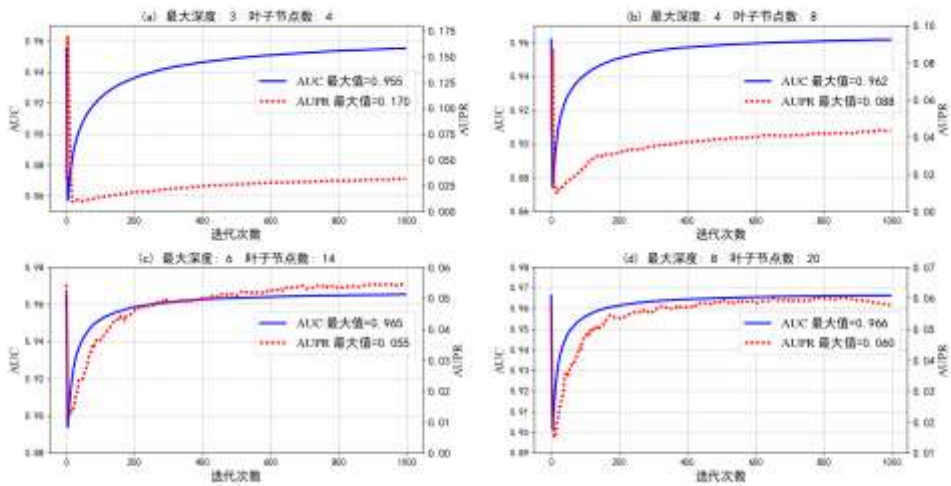 (a) 最大深度: 3 叶子节点数: 4
0.96
0.94
0.92
0.90
0.88
0.86
AUC
0.175
0.150
0.125
0.100
0.075
0.050
0.025
0.000
AUPR
AUC 最大值=0.955
AUPR 最大值=0.170
0 200 400 600 800 1000
迭代次数
(b) 最大深度: 4 叶子节点数: 8
0.96
0.94
0.92
0.90
0.88
0.86
AUC
0.10
0.08
0.06
0.04
0.02
0.00
AUPR
AUC 最大值=0.962
AUPR 最大值=0.088
0 200 400 600 800 1000
迭代次数
(c) 最大深度: 6 叶子节点数: 14
0.98
0.96
0.94
0.92
0.90
0.88
AUC
0.06
0.05
0.04
0.03
0.02
0.01
0.00
AUPR
AUC 最大值=0.965
AUPR 最大值=0.055
0 200 400 600 800 1000
迭代次数
(d) 最大深度: 8 叶子节点数: 20
0.98
0.97
0.96
0.95
0.94
0.93
0.92
0.91
0.90
0.89
AUC
0.07
0.06
0.05
0.04
0.03
0.02
0.01
AUPR
AUC 最大值=0.966
AUPR 最大值=0.060
0 200 400 600 800 1000
迭代次数